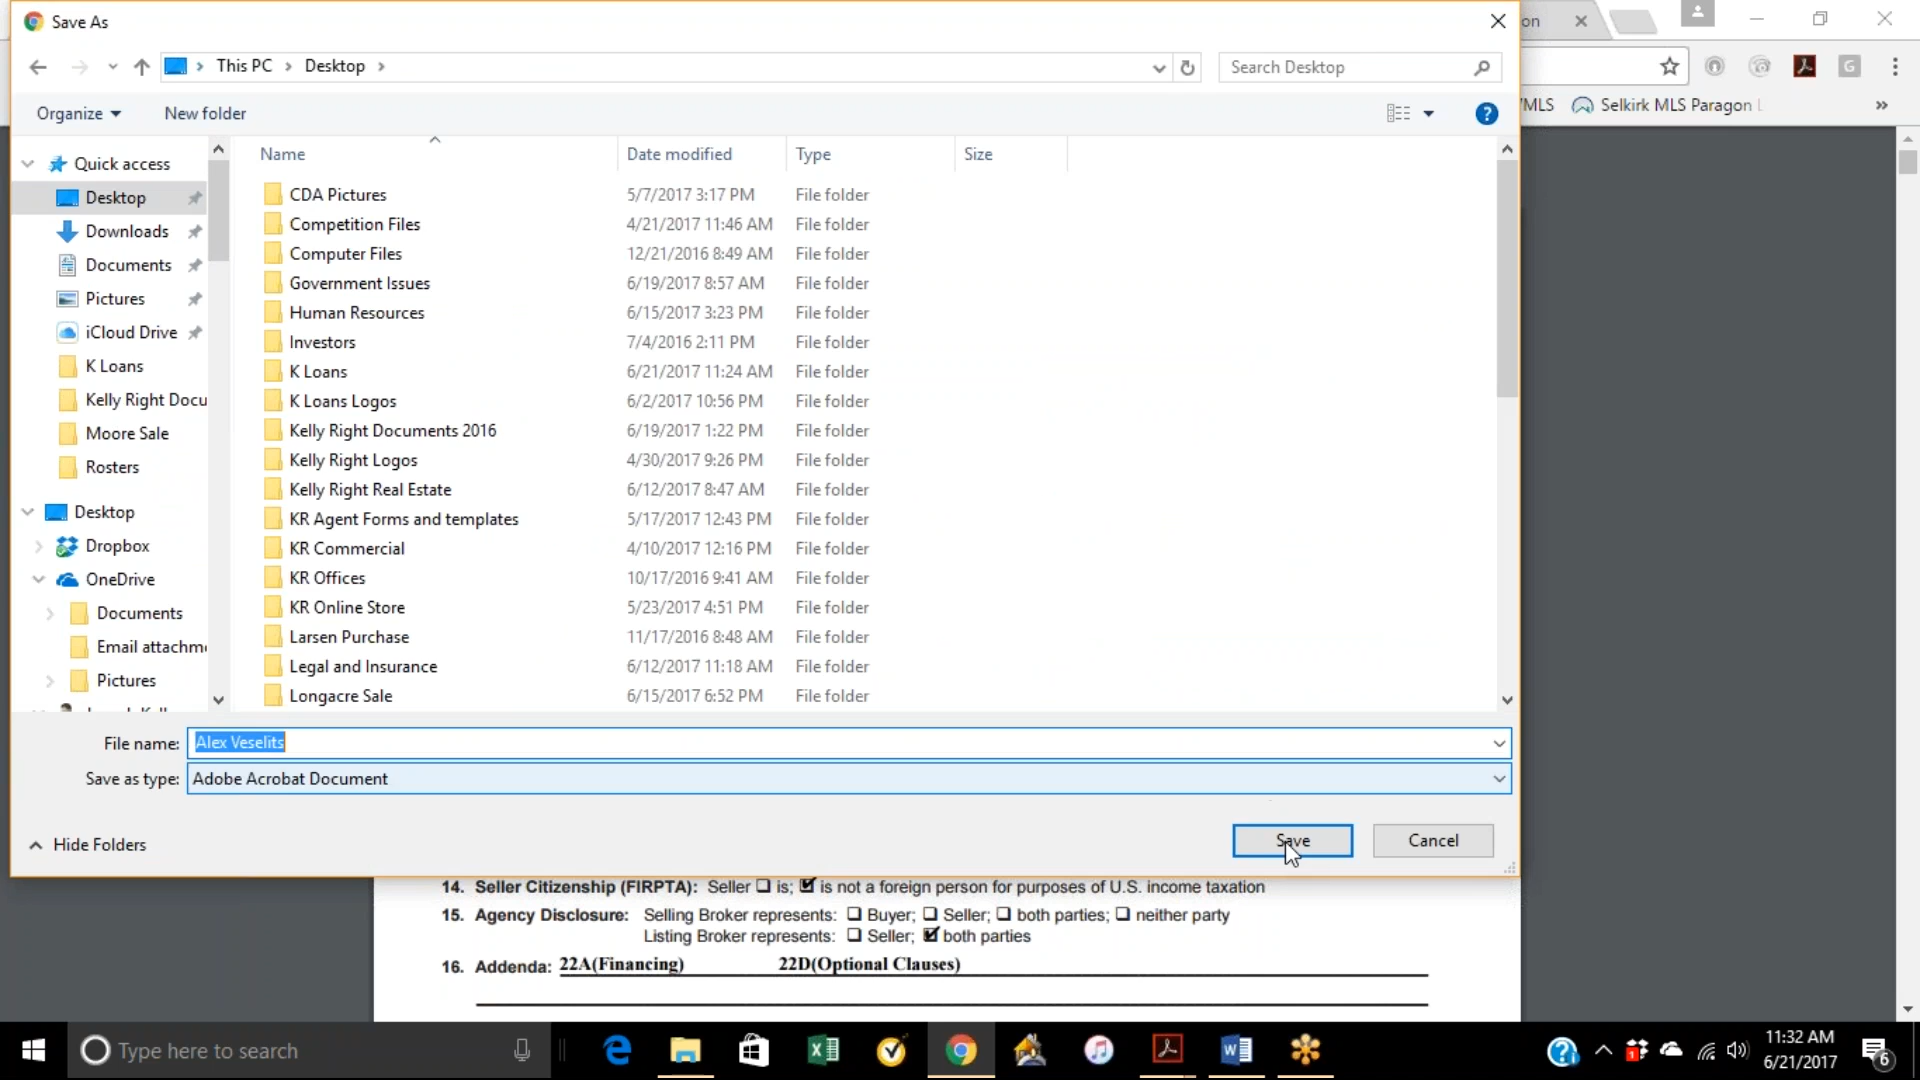 Save As
on
This PC
Desktop
Search Desktop
Organize
New folder
MLS
Selkirk MLS Paragon
Name
Date modified
Type
Size
Quick access
Desktop
Downloads
Documents
Pictures
iCloud Drive
K Loans
Kelly Right Docu
Moore Sale
Rosters
Desktop
Dropbox
OneDrive
Documents
Email attachm
Pictures
CDA Pictures 5/7/2017 3:17 PM File folder
Competition Files 4/21/2017 11:46 AM File folder
Computer Files 12/21/2016 8:49 AM File folder
Government Issues 6/19/2017 8:57 AM File folder
Human Resources 6/15/2017 3:23 PM File folder
Investors 7/4/2016 2:11 PM File folder
K Loans 6/21/2017 11:24 AM File folder
K Loans Logos 6/2/2017 10:56 PM File folder
Kelly Right Documents 2016 6/19/2017 1:22 PM File folder
Kelly Right Logos 4/30/2017 9:26 PM File folder
Kelly Right Real Estate 6/12/2017 8:47 AM File folder
KR Agent Forms and templates 5/17/2017 12:43 PM File folder
KR Commercial 4/10/2017 12:16 PM File folder
KR Offices 10/17/2016 9:41 AM File folder
KR Online Store 5/23/2017 4:51 PM File folder
Larsen Purchase 11/17/2016 8:48 AM File folder
Legal and Insurance 6/12/2017 11:18 AM File folder
Longacre Sale 6/15/2017 6:52 PM File folder
File name: Alex Veselits
Save as type: Adobe Acrobat Document
Hide Folders
Save
Cancel
14. Seller Citizenship (FIRPTA): Seller ☐ is; ☑ is not a foreign person for purposes of U.S. income taxation
15. Agency Disclosure: Selling Broker represents: ☐ Buyer; ☐ Seller; ☐ both parties; ☐ neither party
Listing Broker represents: ☐ Seller; ☑ both parties
16. Addenda: 22A(Financing) 22D(Optional Clauses)
Type here to search
11:32 AM
6/21/2017
6